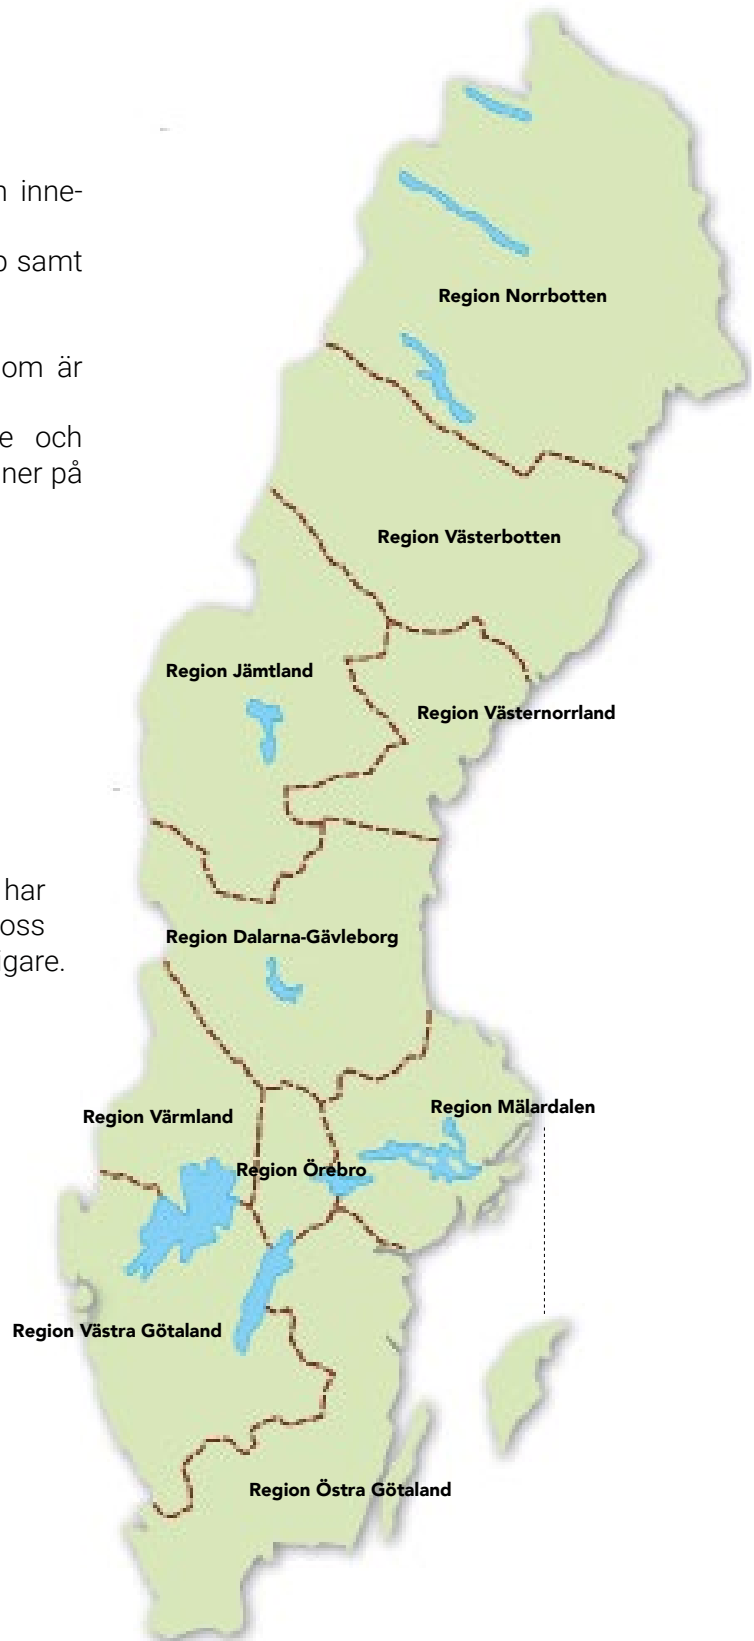 n inne-
samt
om är
e och
ner på
har
oss
igare.
Region Norrbotten
Region Västerbotten
Region Jämtland
Region Västernorrland
Region Dalarna-Gävleborg
Region Mälardalen
Region Värmland
Region Örebro
Region Västra Götaland
Region Östra Götaland